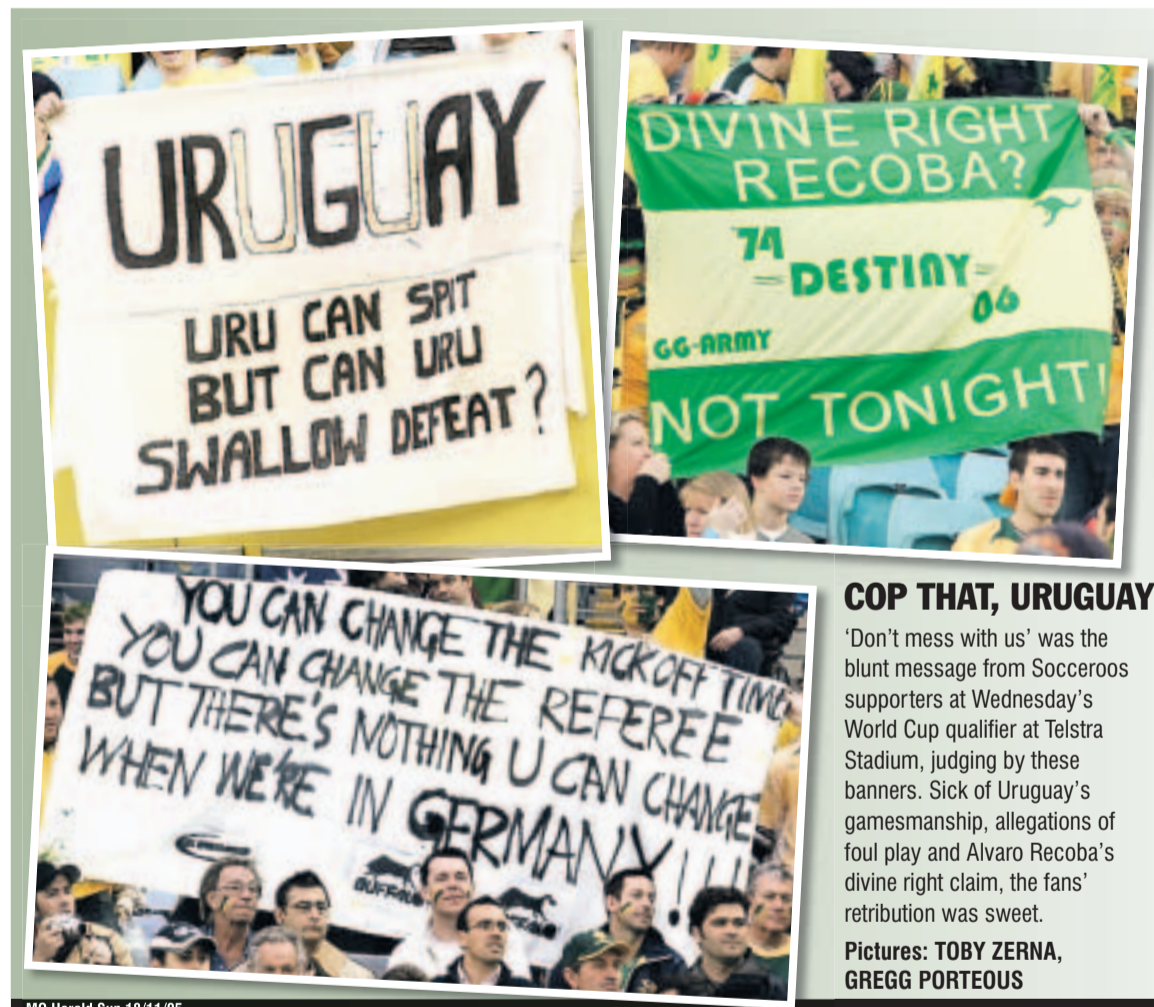 URUGUAY
URU CAN SPIT
BUT CAN URU
SWALLOW DEFEAT?
DIVINE RIGHT
RECOBA?
74
=DESTINY=
06
GG-ARMY
NOT TONIGHT!
YOU CAN CHANGE THE KICKOFF TIME
YOU CAN CHANGE THE REFEREE
BUT THERE'S NOTHING U CAN CHANGE
WHEN WE'RE IN GERMANY!!!
BUFFALO
COP THAT, URUGUAY
‘Don’t mess with us’ was the
blunt message from Socceroos
supporters at Wednesday’s
World Cup qualifier at Telstra
Stadium, judging by these
banners. Sick of Uruguay’s
gamesmanship, allegations of
foul play and Alvaro Recoba’s
divine right claim, the fans’
retribution was sweet.
Pictures: TOBY ZERNA,
GREGG PORTEOUS